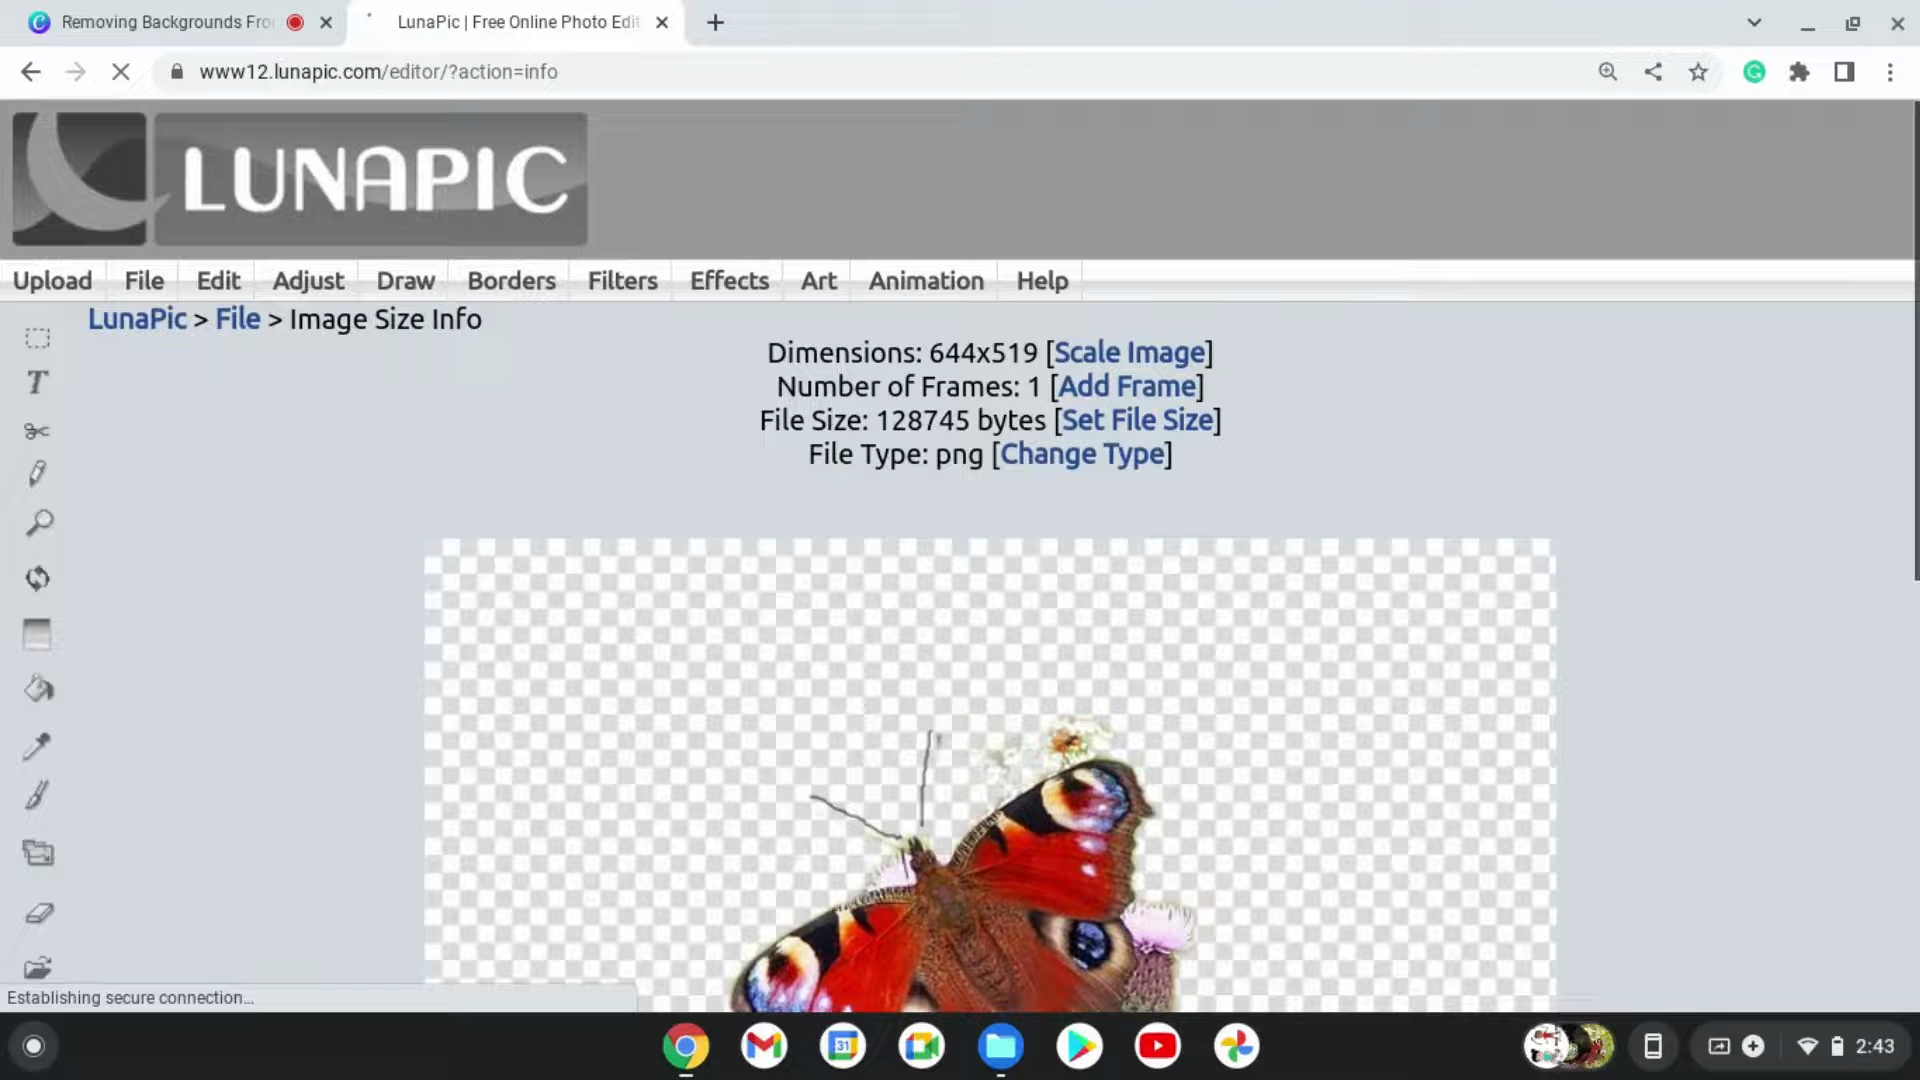 Removing Backgrounds Fro
LunaPic | Free Online Photo Edit
www12.lunapic.com/editor/?action=info
LUNAPIC
Upload File Edit Adjust Draw Borders Filters Effects Art Animation Help
LunaPic > File > Image Size Info
Dimensions: 644x519 [Scale Image]
Number of Frames: 1 [Add Frame]
File Size: 128745 bytes [Set File Size]
File Type: png [Change Type]
Establishing secure connection...
31
2:43